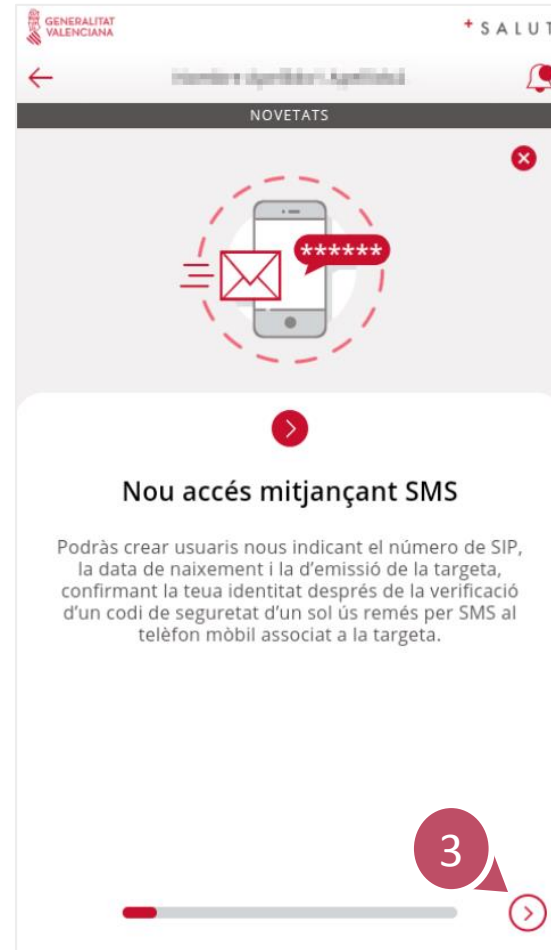 GENERALITAT
VALENCIANA
+SALUT
NOVETATS
******
Nou accés mitjançant SMS
Podràs crear usuaris nous indicant el número de SIP,
la data de naixement i la d’emissió de la targeta,
confirmant la teua identitat després de la verificació
d’un codi de seguretat d’un sol ús remés per SMS al
telèfon mòbil associat a la targeta.
3